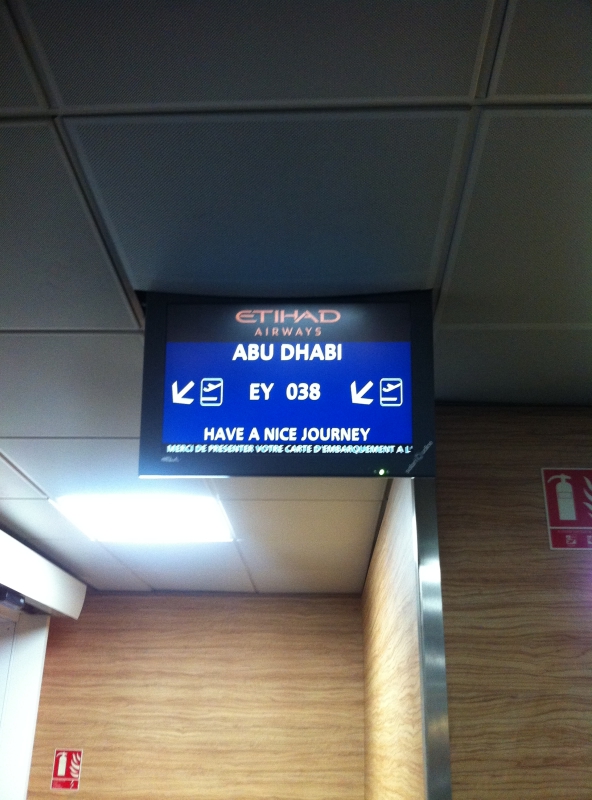 ETIHAD
AIRWAYS
ABU DHABI
EY 038
HAVE A NICE JOURNEY
MERCI DE PRESENTER VOTRE CARTE D'EMBARQUEMENT A L'